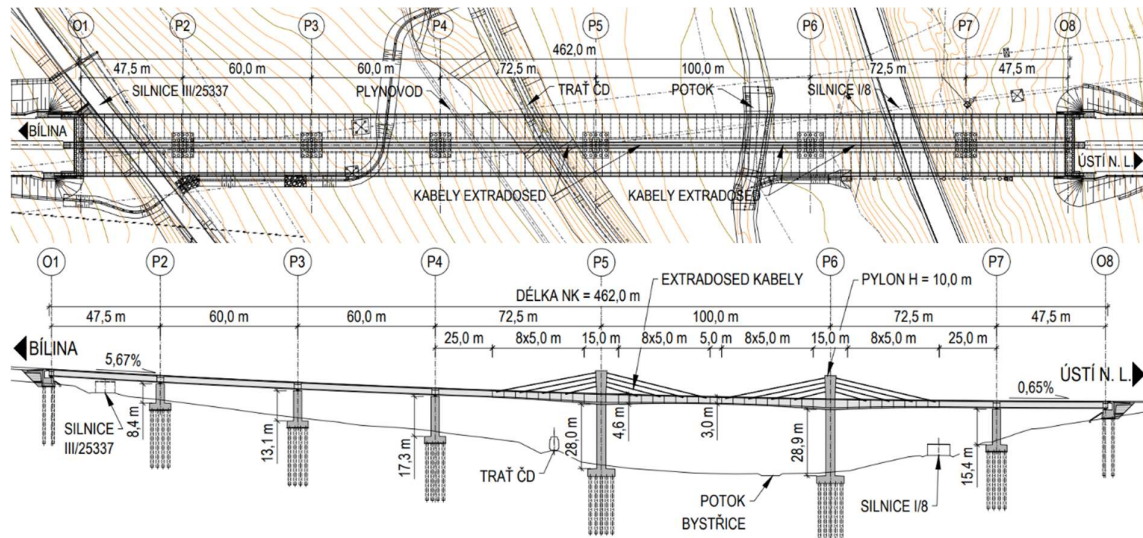 O1 P2 P3 P4 P5 P6 P7 O8
462,0 m
47,5 m 60,0 m 60,0 m 72,5 m 100,0 m 72,5 m 47,5 m
SILNICE III/25337 PLYNOVOD TRAŤ ČD POTOK SILNICE I/8
BÍLINA
ÚSTÍ N. L.
KABELY EXTRADOSED KABELY EXTRADOSED
O1 P2 P3 P4 P5 P6 P7 O8
EXTRADOSED KABELY PYLON H = 10,0 m
DÉLKA NK = 462,0 m
47,5 m 60,0 m 60,0 m 72,5 m 100,0 m 72,5 m 47,5 m
25,0 m 8x5,0 m 15,0 m 8x5,0 m 5,0 m 8x5,0 m 15,0 m 8x5,0 m 25,0 m
BÍLINA
5,67%
0,65%
ÚSTÍ N. L.
SILNICE
III/25337
8,4 m
13,1 m
17,3 m
28,0 m
4,6 m
3,0 m
28,9 m
15,4 m
TRAŤ ČD
POTOK
BYSTŘICE
SILNICE I/8